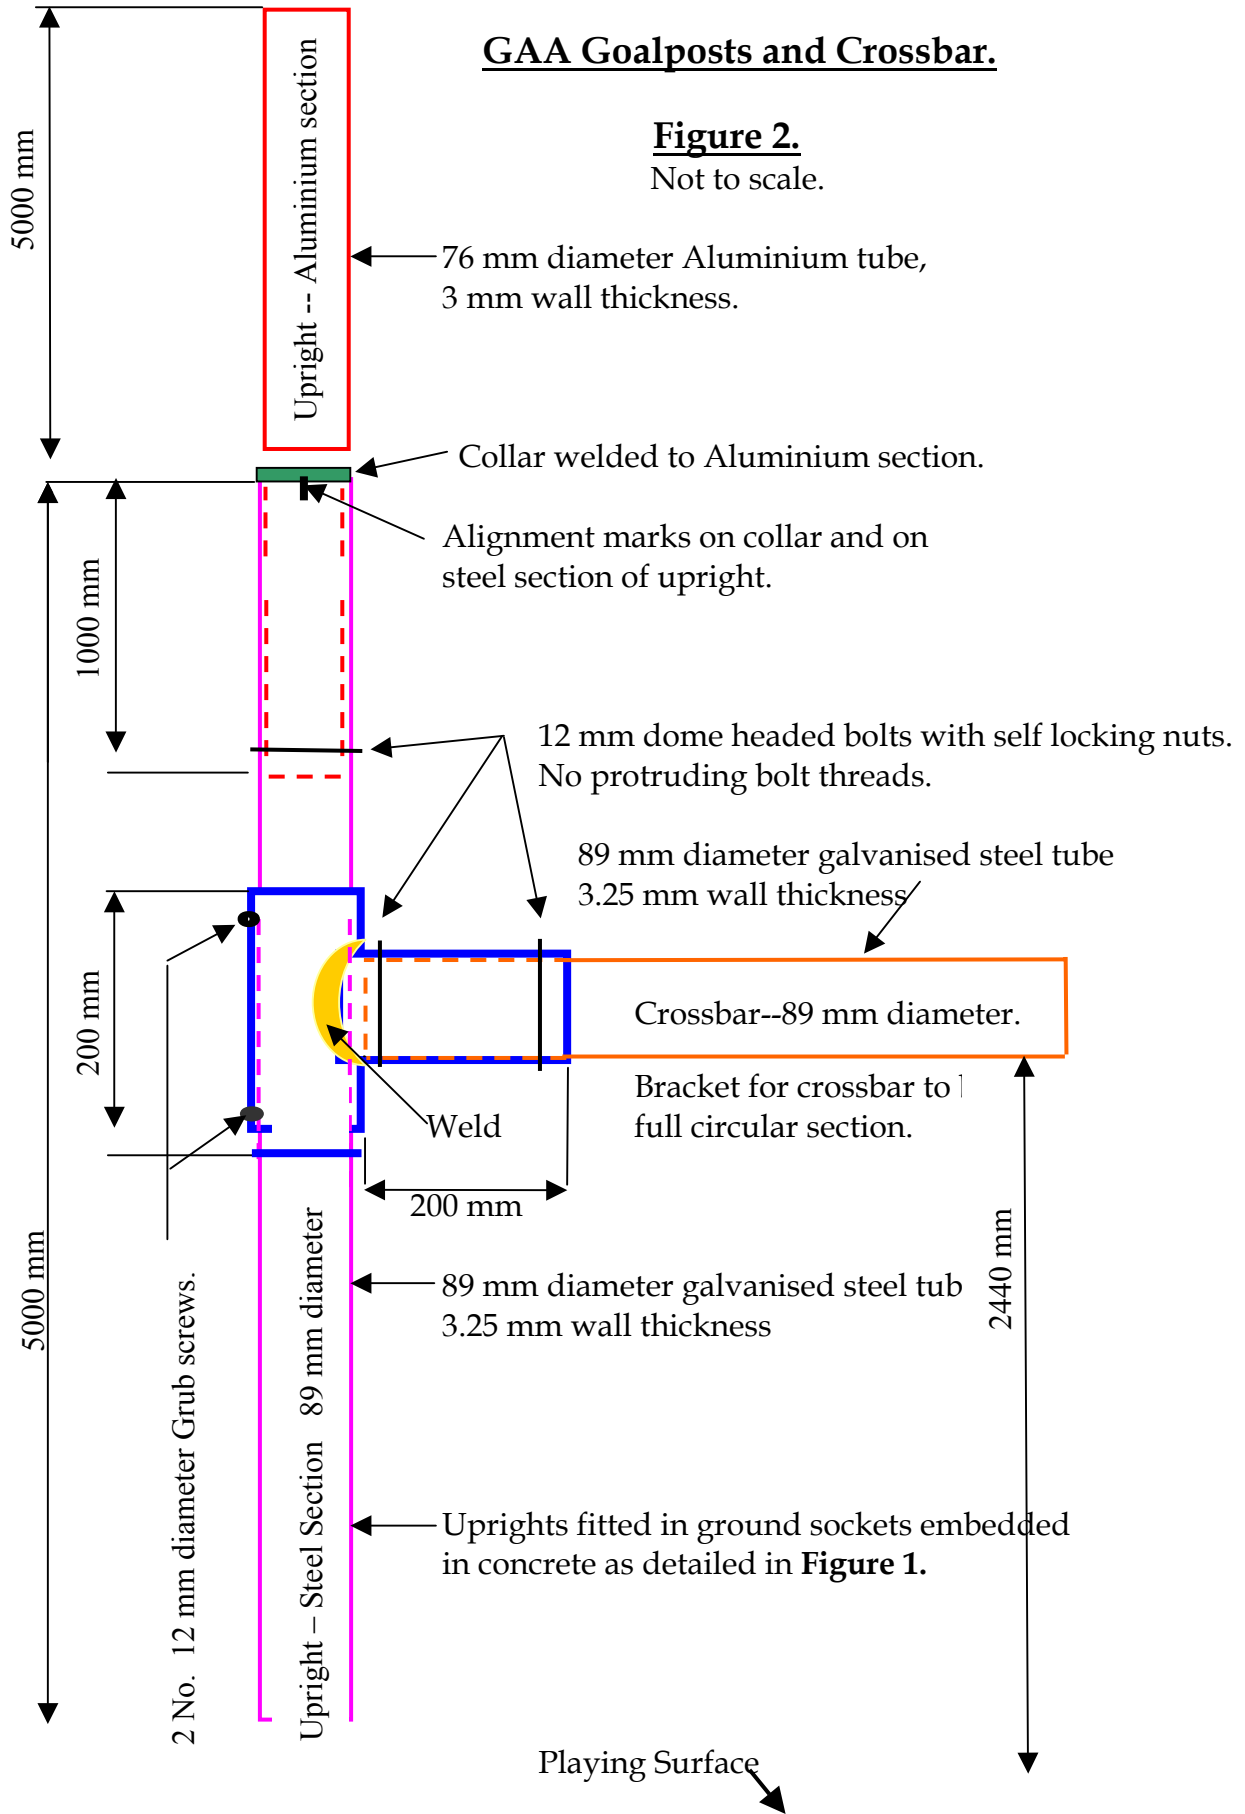 GAA Goalposts and Crossbar.
Figure 2.
Not to scale.
5000 mm
Upright -- Aluminium section
76 mm diameter Aluminium tube,
3 mm wall thickness.
Collar welded to Aluminium section.
Alignment marks on collar and on
steel section of upright.
1000 mm
12 mm dome headed bolts with self locking nuts.
No protruding bolt threads.
89 mm diameter galvanised steel tube
3.25 mm wall thickness
200 mm
Crossbar--89 mm diameter.
Bracket for crossbar to
full circular section.
Weld
200 mm
5000 mm
2 No. 12 mm diameter Grub screws.
Upright – Steel Section 89 mm diameter
89 mm diameter galvanised steel tub
3.25 mm wall thickness
2440 mm
Uprights fitted in ground sockets embedded
in concrete as detailed in Figure 1.
Playing Surface